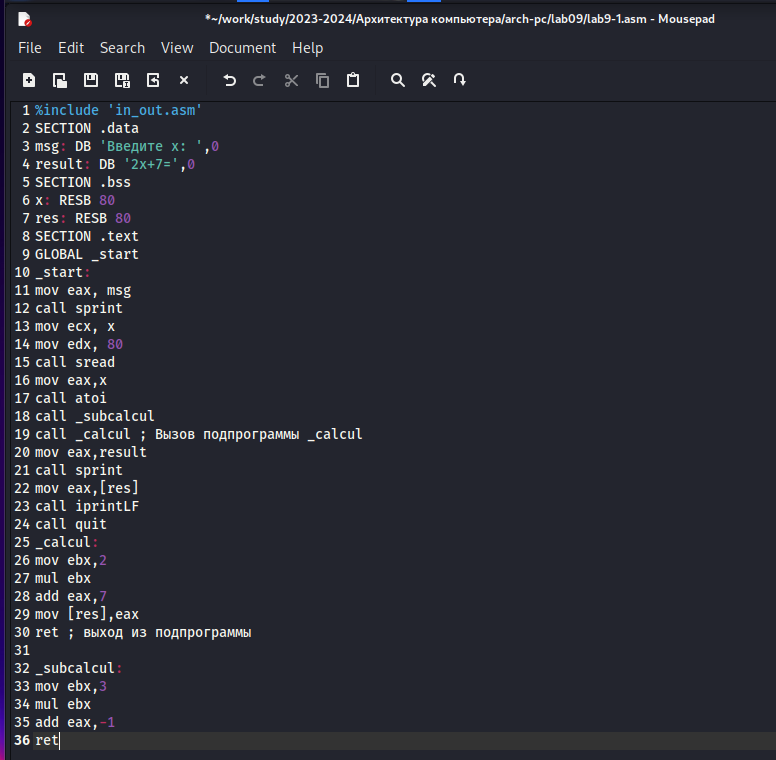 *~/work/study/2023-2024/Архитектура компьютера/arch-pc/lab09/lab9-1.asm - Mousepad
File Edit Search View Document Help
1 %include 'in_out.asm'
2 SECTION .data
3 msg: DB 'Введите x: ',0
4 result: DB '2x+7=',0
5 SECTION .bss
6 x: RESB 80
7 res: RESB 80
8 SECTION .text
9 GLOBAL _start
10 _start:
11 mov eax, msg
12 call sprint
13 mov ecx, x
14 mov edx, 80
15 call sread
16 mov eax,x
17 call atoi
18 call _subcalcul
19 call _calcul ; Вызов подпрограммы _calcul
20 mov eax,result
21 call sprint
22 mov eax,[res]
23 call iprintLF
24 call quit
25 _calcul:
26 mov ebx,2
27 mul ebx
28 add eax,7
29 mov [res],eax
30 ret ; выход из подпрограммы
31
32 _subcalcul:
33 mov ebx,3
34 mul ebx
35 add eax,-1
36 ret